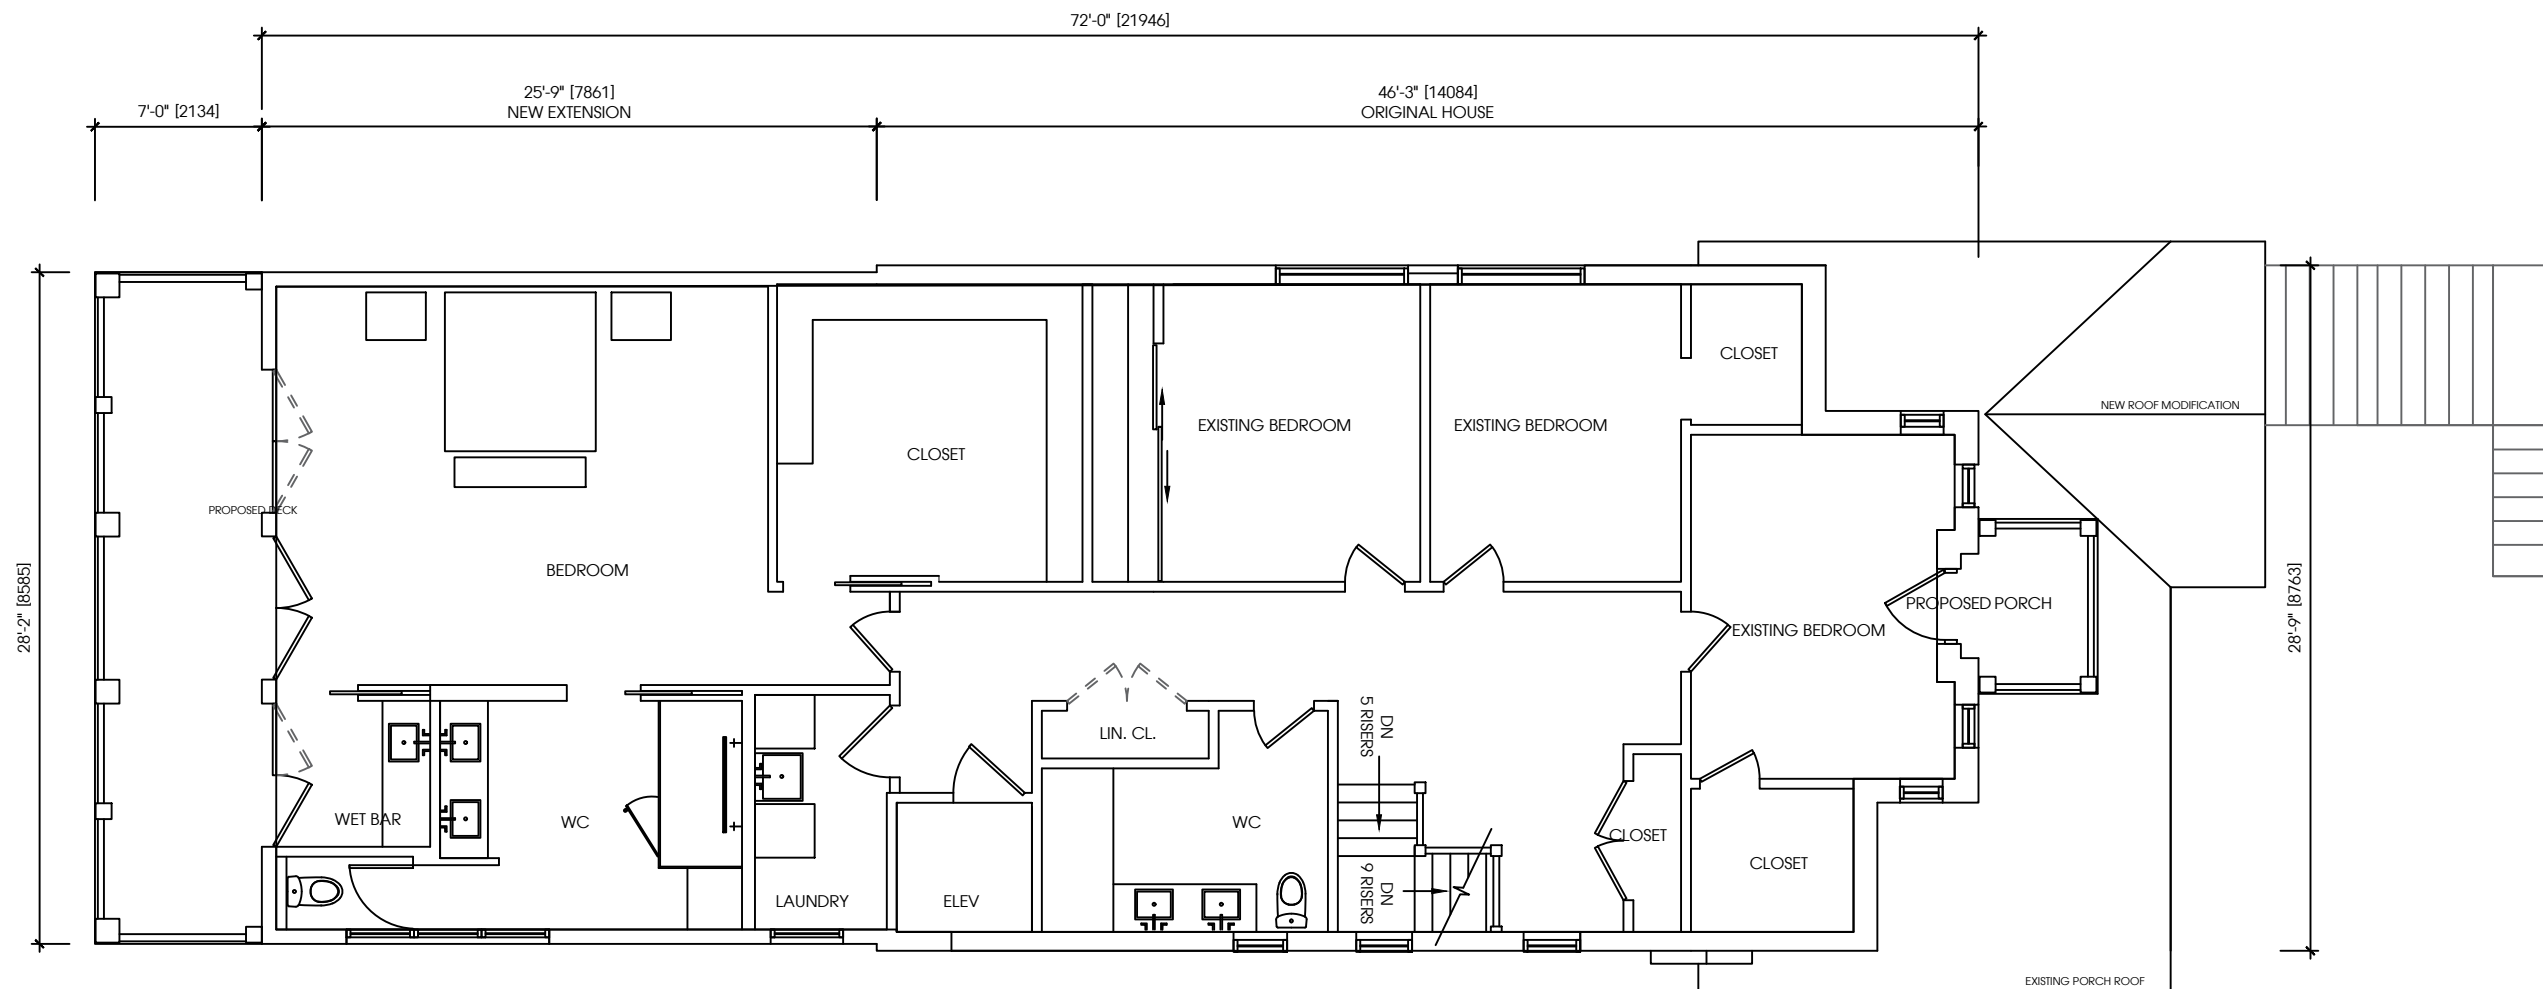 72'-0" [21946]
7'-0" [2134]
25'-9" [7861]
NEW EXTENSION
46'-3" [14084]
ORIGINAL HOUSE
CLOSET
NEW ROOF MODIFICATION
EXISTING BEDROOM
EXISTING BEDROOM
CLOSET
PROPOSED DECK
BEDROOM
28'-2" [8585]
28'-9" [8763]
PROPOSED PORCH
EXISTING BEDROOM
LIN. CL.
DN
5 RISERS
WET BAR
WC
WC
CLOSET
CLOSET
LAUNDRY
ELEV
DN
9 RISERS
EXISTING PORCH ROOF